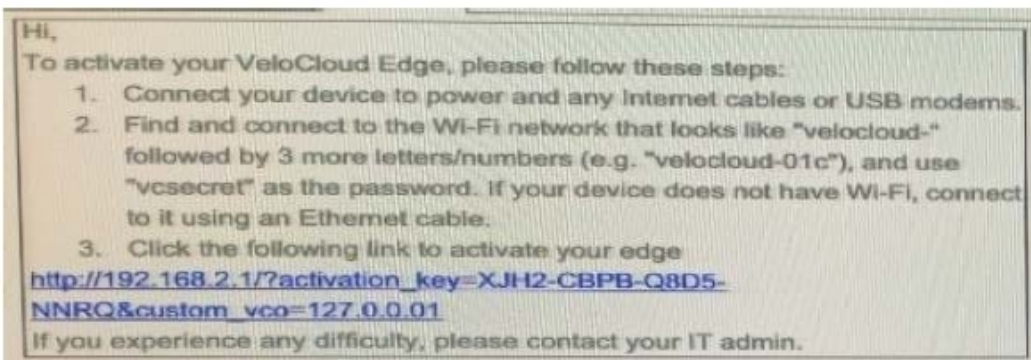 Hi,
To activate your VeloCloud Edge, please follow these steps:
1. Connect your device to power and any Internet cables or USB modems.
2. Find and connect to the Wi-Fi network that looks like "velocloud-"
followed by 3 more letters/numbers (e.g. "velocloud-01c"), and use
"vcsecret" as the password. If your device does not have Wi-Fi, connect
to it using an Ethernet cable.
3. Click the following link to activate your edge
http://192.168.2.1/?activation_key=XJH2-CBPB-Q8D5-
NNRQ&custom_vco=127.0.0.01
If you experience any difficulty, please contact your IT admin.